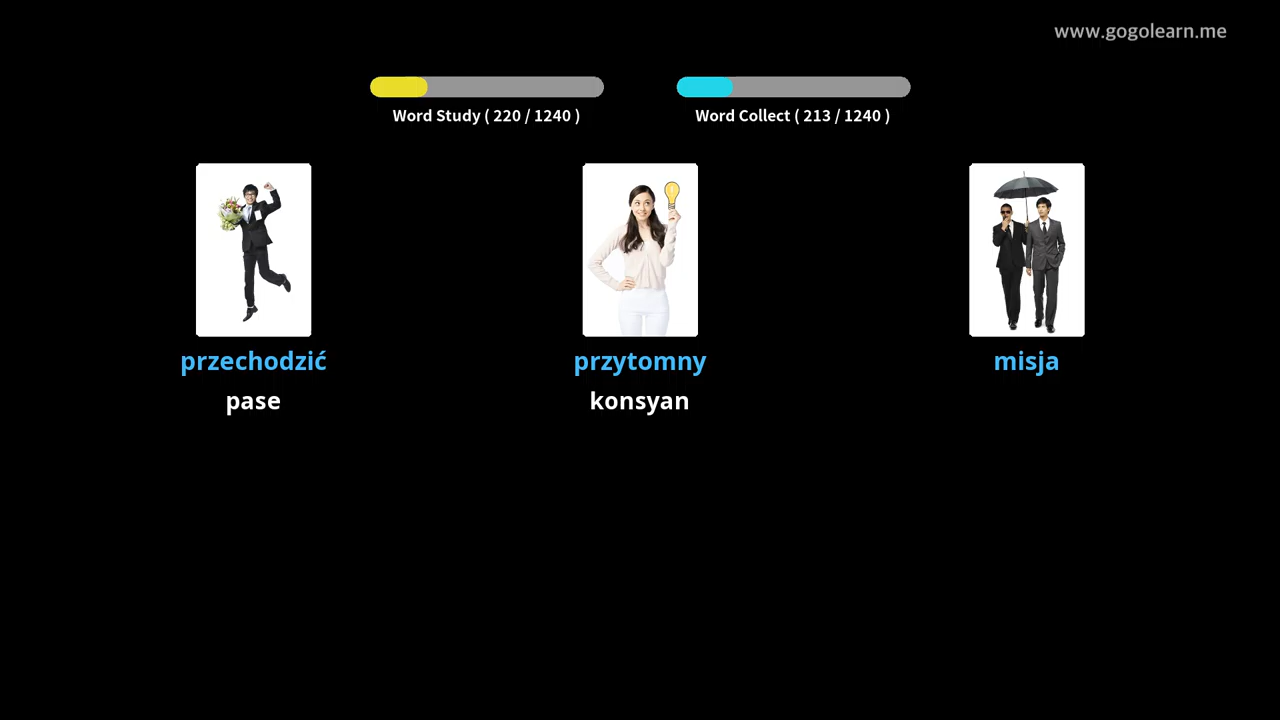 www.gogolearn.me
Word Study ( 220 / 1240 )
Word Collect ( 213 / 1240 )
przechodzić
przytomny
misja
pase
konsyan